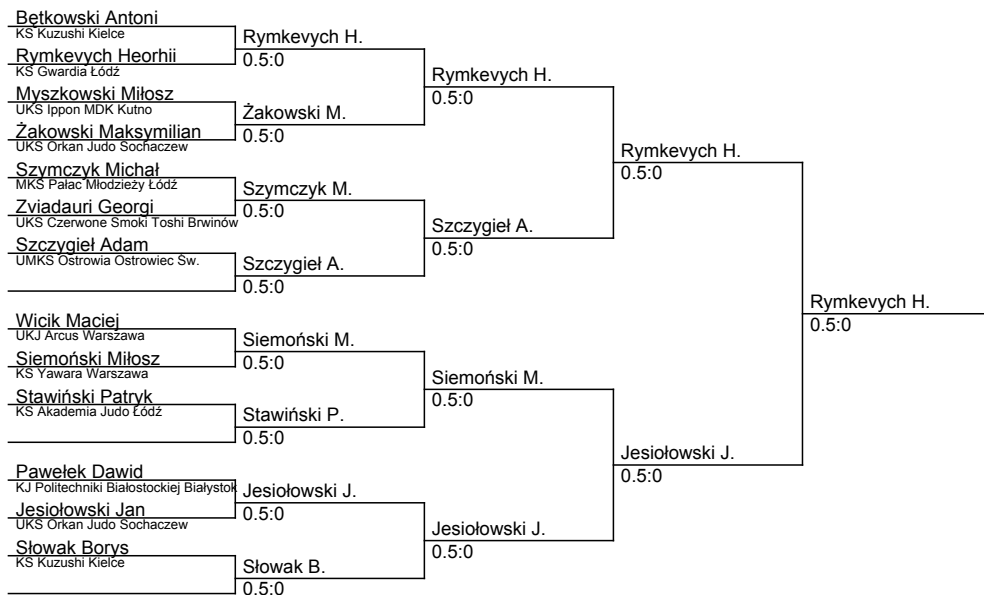 Bętkowski Antoni
KS Kuzushi Kielce
Rymkevych Heorhii
KS Gwardia Łódź
Myszkowski Miłosz
UKS Ippon MDK Kutno
Żakowski Maksymilian
UKS Orkan Judo Sochaczew
Szymczyk Michał
MKS Pałac Młodzieży Łódź
Zviadauri Georgi
UKS Czerwone Smoki Toshi Brwinów
Szczygieł Adam
UMKS Ostrovia Ostrowiec Św.
Wicik Maciej
UKJ Arcus Warszawa
Siemoński Miłosz
KS Yawara Warszawa
Stawiński Patryk
KS Akademia Judo Łódź
Pawełek Dawid
KJ Politechniki Białostockiej Białystok
Jesiołowski Jan
UKS Orkan Judo Sochaczew
Słowak Borys
KS Kuzushi Kielce
Rymkevych H.
0.5:0
Żakowski M.
0.5:0
Szymczyk M.
0.5:0
Szczygieł A.
0.5:0
Siemoński M.
0.5:0
Stawiński P.
0.5:0
Jesiołowski J.
0.5:0
Słowak B.
0.5:0
Rymkevych H.
0.5:0
Szczygieł A.
0.5:0
Siemoński M.
0.5:0
Jesiołowski J.
0.5:0
Rymkevych H.
0.5:0
Jesiołowski J.
0.5:0
Rymkevych H.
0.5:0